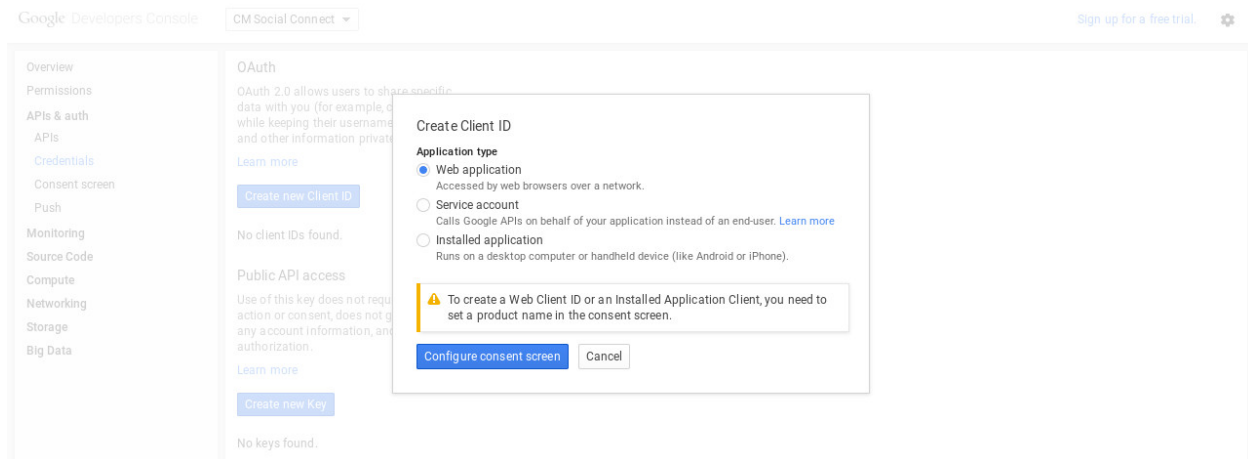 Google Developers Console
CM Social Connect
Sign up for a free trial.
Overview
Permissions
APIs & auth
APIs
Credentials
Consent screen
Push
Monitoring
Source Code
Compute
Networking
Storage
Big Data
OAuth
OAuth 2.0 allows users to share specific
data with you (for example,
while keeping their username
and other information private
Learn more
Create new Client ID
No client IDs found.
Public API access
Use of this key does not requ
action or consent, does not g
any account information, an
authorization.
Learn more
Create new Key
No keys found.
Create Client ID
Application type
Web application
Accessed by web browsers over a network.
Service account
Calls Google APIs on behalf of your application instead of an end-user. Learn more
Installed application
Runs on a desktop computer or handheld device (like Android or iPhone).
To create a Web Client ID or an Installed Application Client, you need to
set a product name in the consent screen.
Configure consent screen
Cancel